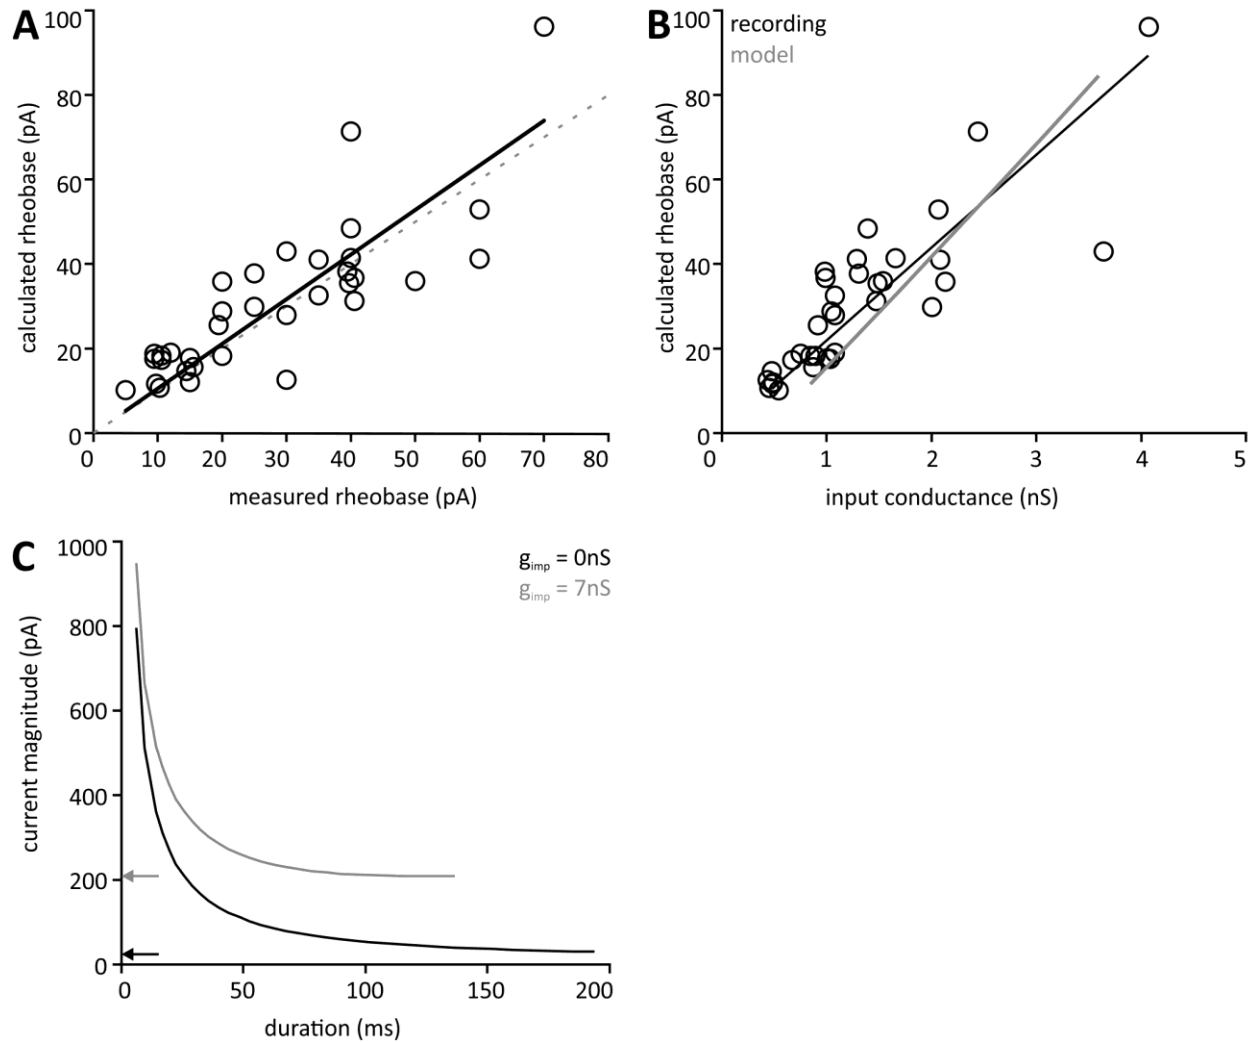 A
100
80
60
40
20
0
calculated rheobase (pA)
0 10 20 30 40 50 60 70 80
measured rheobase (pA)
B
100
80
60
40
20
0
calculated rheobase (pA)
recording
model
0 1 2 3 4 5
input conductance (nS)
C
1000
800
600
400
200
0
current magnitude (pA)
gimp = 0nS
gimp = 7nS
0 50 100 150 200
duration (ms)